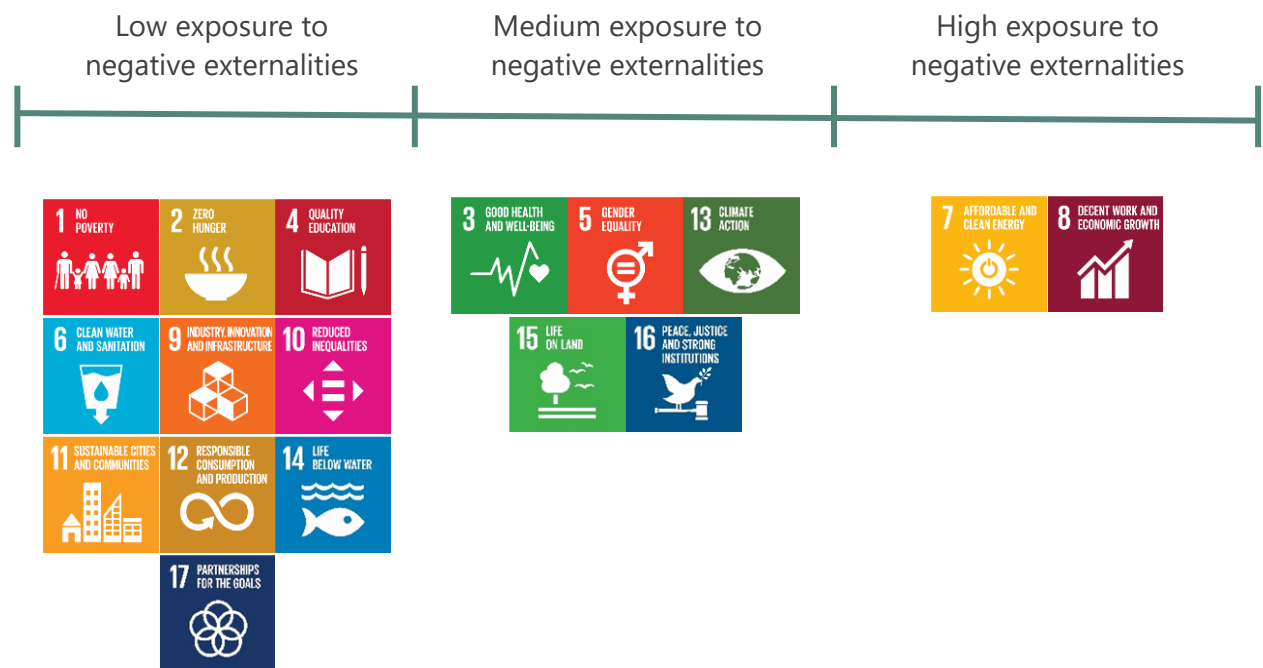 Low exposure to
negative externalities
Medium exposure to
negative externalities
High exposure to
negative externalities
1 NO
POVERTY
2 ZERO
HUNGER
4 QUALITY
EDUCATION
6 CLEAN WATER
AND SANITATION
9 INDUSTRY, INNOVATION
AND INFRASTRUCTURE
10 REDUCED
INEQUALITIES
11 SUSTAINABLE CITIES
AND COMMUNITIES
12 RESPONSIBLE
CONSUMPTION
AND PRODUCTION
14 LIFE
BELOW WATER
17 PARTNERSHIPS
FOR THE GOALS
3 GOOD HEALTH
AND WELL-BEING
5 GENDER
EQUALITY
13 CLIMATE
ACTION
15 LIFE
ON LAND
16 PEACE, JUSTICE
AND STRONG
INSTITUTIONS
7 AFFORDABLE AND
CLEAN ENERGY
8 DECENT WORK AND
ECONOMIC GROWTH